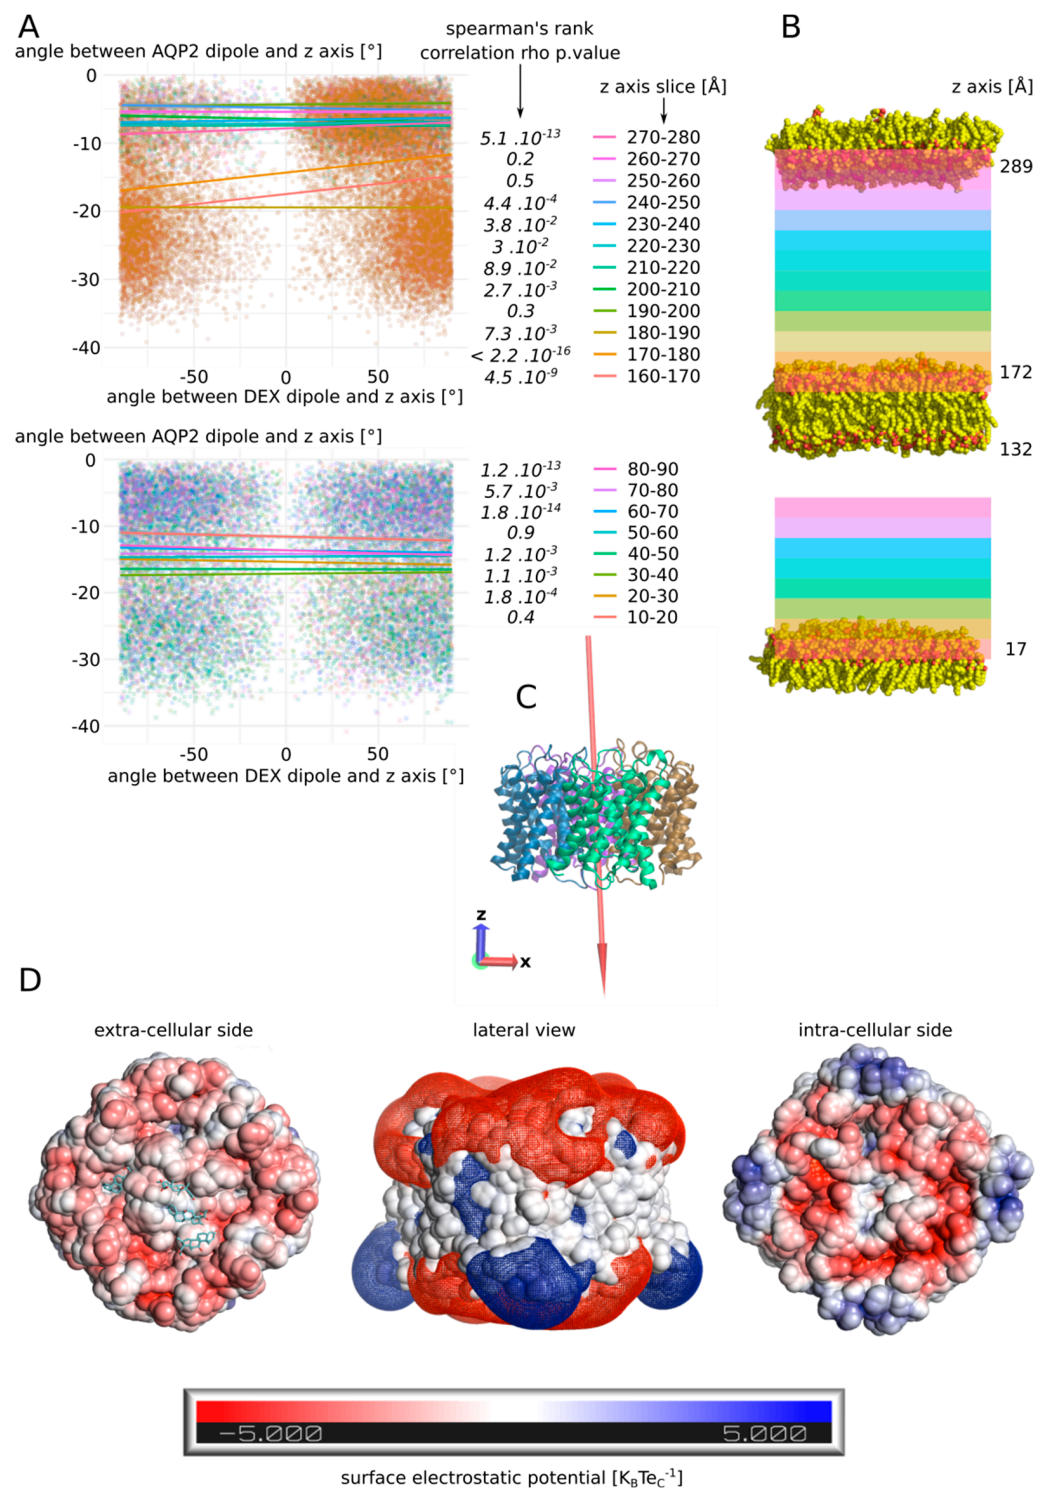 A
B
spearman's rank
correlation rho p.value
angle between AQP2 dipole and z axis [°]
z axis slice [Å]
z axis [Å]
0
-10
-20
-30
-40
-50 0 50
angle between DEX dipole and z axis [°]
5.1 .10⁻¹³ 270-280
0.2 260-270
0.5 250-260
4.4 .10⁻⁴ 240-250
3.8 .10⁻² 230-240
3 .10⁻² 220-230
8.9 .10⁻² 210-220
2.7 .10⁻³ 200-210
0.3 190-200
7.3 .10⁻³ 180-190
< 2.2 .10⁻¹⁶ 170-180
4.5 .10⁻⁹ 160-170
289
172
132
angle between AQP2 dipole and z axis [°]
0
-10
-20
-30
-40
-50 0 50
angle between DEX dipole and z axis [°]
1.2 .10⁻¹³ 80-90
5.7 .10⁻³ 70-80
1.8 .10⁻¹⁴ 60-70
0.9 50-60
1.2 .10⁻³ 40-50
1.1 .10⁻³ 30-40
1.8 .10⁻⁴ 20-30
0.4 10-20
17
C
z
x
D
extra-cellular side
lateral view
intra-cellular side
-5.000 5.000
surface electrostatic potential [K_BTe_C⁻¹]